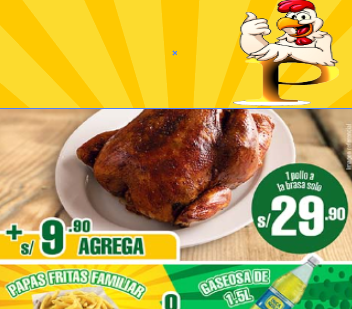 P
1 pollo a
la brasa solo
s/29.90
+ s/ 9.90 AGREGA
PAPAS FRITAS FAMILIAR
GASEOSA DE
1,5L